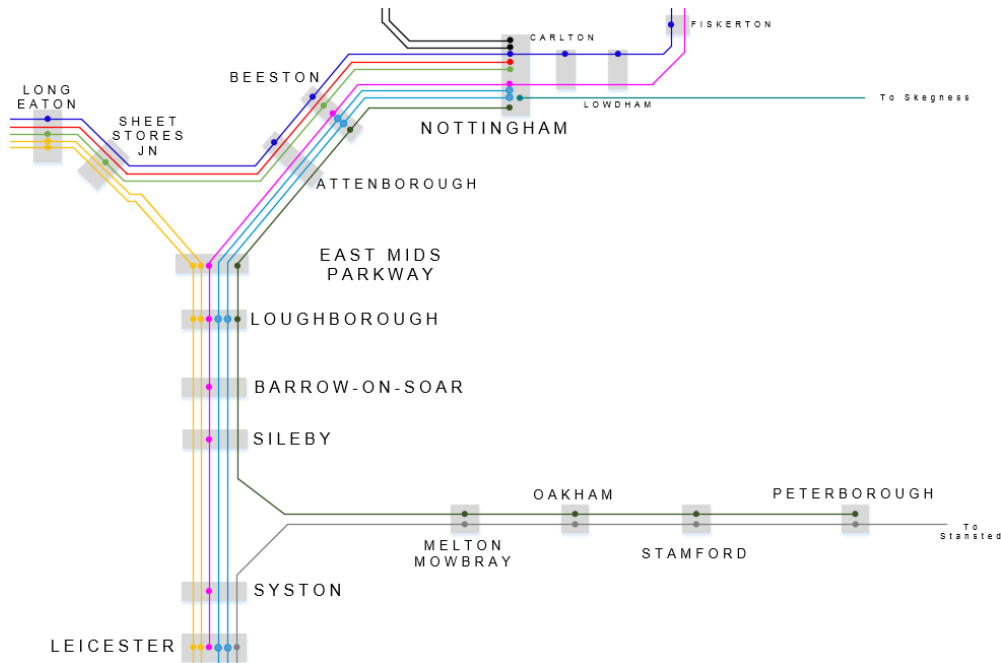 FISKERTON
CARLTON
BEESTON
LONG
EATON
To Skegness
LOWDHAM
SHEET
STORES
JN
NOTTINGHAM
ATTENBOROUGH
EAST MIDS
PARKWAY
LOUGHBOROUGH
BARROW-ON-SOAR
SILEBY
OAKHAM
PETERBOROUGH
To
Stansted
MELTON
MOWBRAY
STAMFORD
SYSTON
LEICESTER